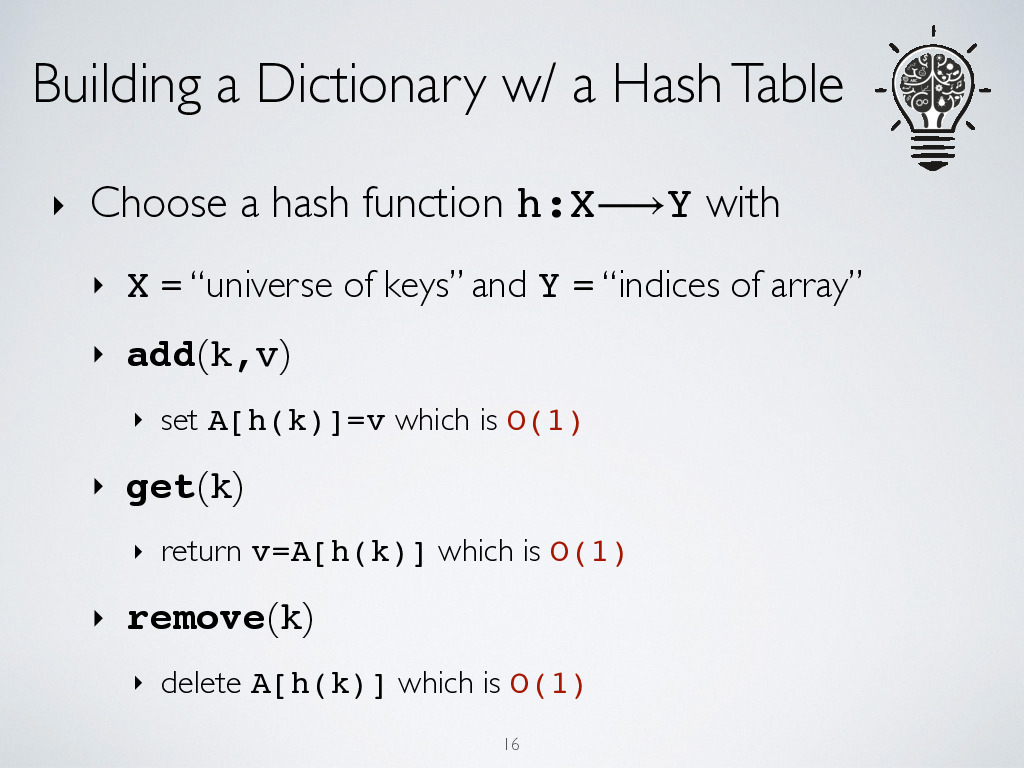 Building a Dictionary w/ a Hash Table
‣ Choose a hash function h:X⟶Y with
‣ X = “universe of keys” and Y = “indices of array”
‣ add(k,v)
‣ set A[h(k)]=v which is O(1)
‣ get(k)
‣ return v=A[h(k)] which is O(1)
‣ remove(k)
‣ delete A[h(k)] which is O(1)
16